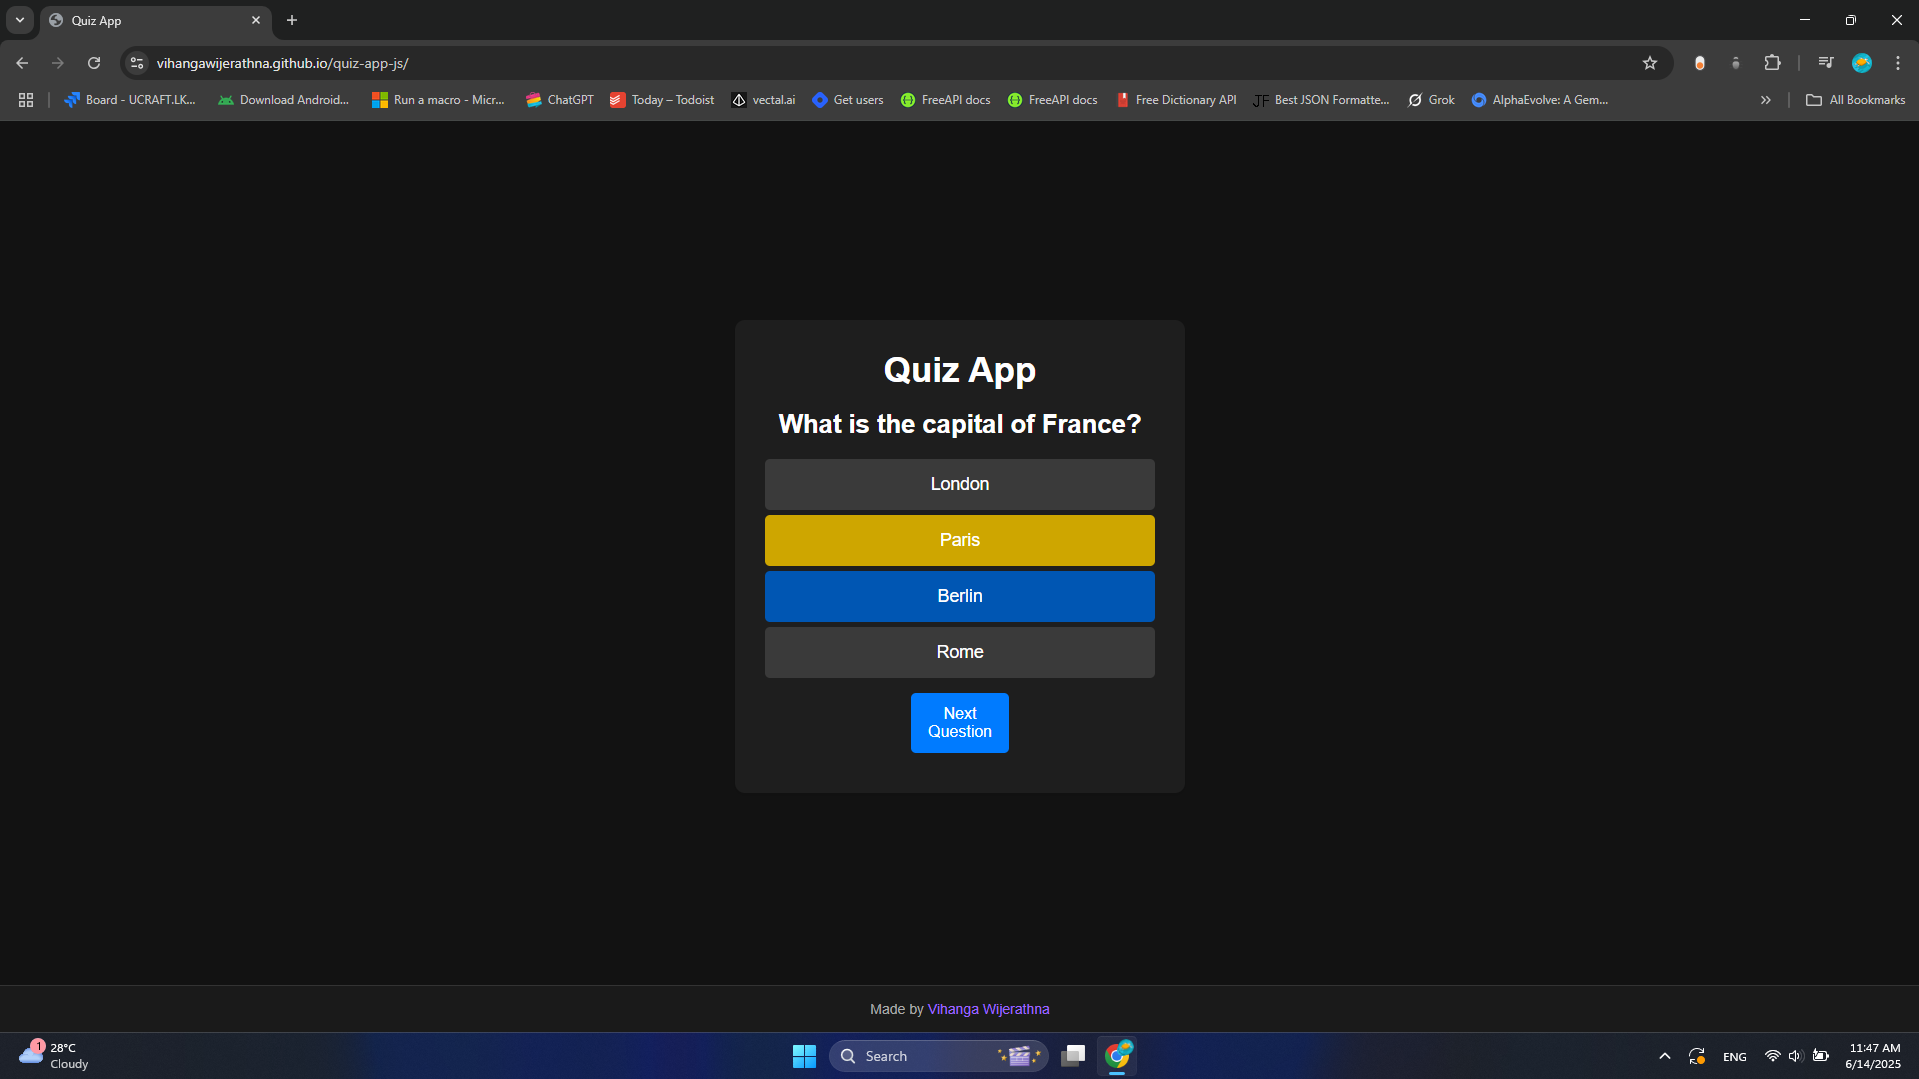 Quiz App
vihangawijerathna.github.io/quiz-app-js/
Board - UCRAFT.LK... Download Android... Run a macro - Micr... ChatGPT Today – Todoist vectal.ai Get users FreeAPI docs FreeAPI docs Free Dictionary API JF Best JSON Formatte... Grok AlphaEvolve: A Gem... All Bookmarks
Quiz App
What is the capital of France?
London
Paris
Berlin
Rome
Next
Question
Made by Vihanga Wijerathna
1
28°C
Cloudy
Search
ENG
11:47 AM
6/14/2025